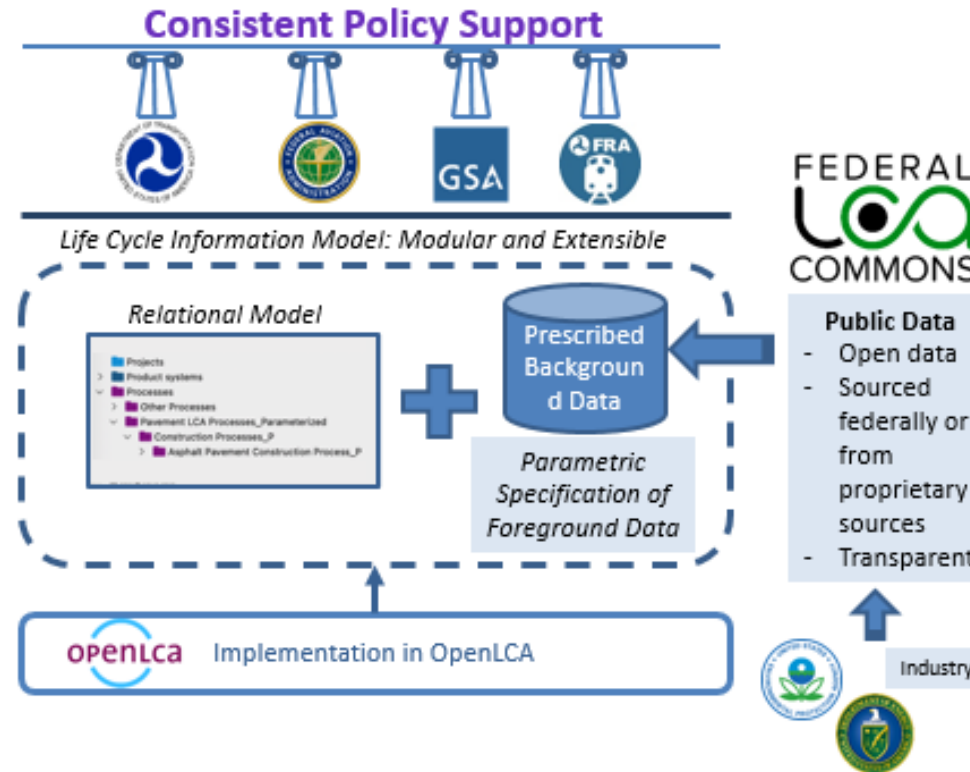 Consistent Policy Support
GSA
FRA
Life Cycle Information Model: Modular and Extensible
Relational Model
Projects
Product systems
Processes
Other Processes
Pavement LCA Processes_Parameterized
Construction Processes_P
Asphalt Pavement Construction Process_P
Prescribed
Backgroun
d Data
Parametric
Specification of
Foreground Data
openLca
Implementation in OpenLCA
FEDERAL
LCA
COMMONS
Public Data
- Open data
- Sourced
federally or
from
proprietary
sources
- Transparent
Industry